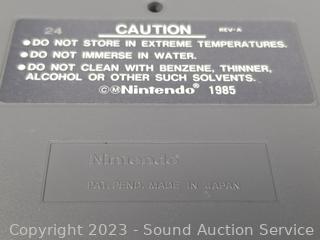 24 CAUTION REV-A
• DO NOT STORE IN EXTREME TEMPERATURES.
• DO NOT IMMERSE IN WATER.
• DO NOT CLEAN WITH BENZENE, THINNER,
ALCOHOL OR OTHER SUCH SOLVENTS.
©ⓂNintendo® 1985
Nintendo®
PAT. PEND. MADE IN JAPAN
Copyright 2023 - Sound Auction Service